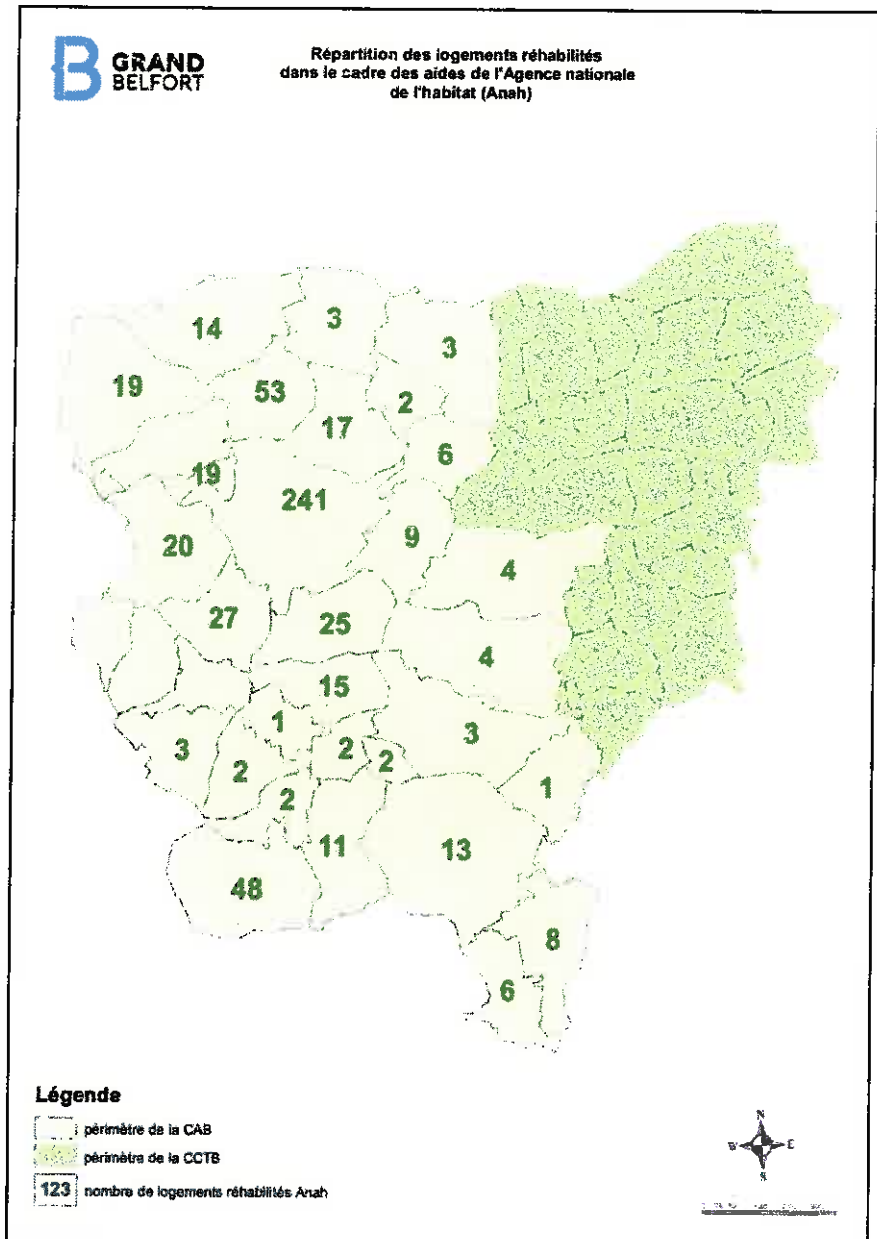 GRAND
BELFORT
Répartition des logements réhabilités
dans le cadre des aides de l'Agence nationale
de l'habitat (Anah)
14
3
3
19
53
2
17
6
19
241
9
20
4
27
25
4
15
1
3
2
3
2
2
1
2
11
13
48
8
6
Légende
périmètre de la CAB
périmètre de la CCTB
123 nombre de logements réhabilités Anah
N
W
E
S